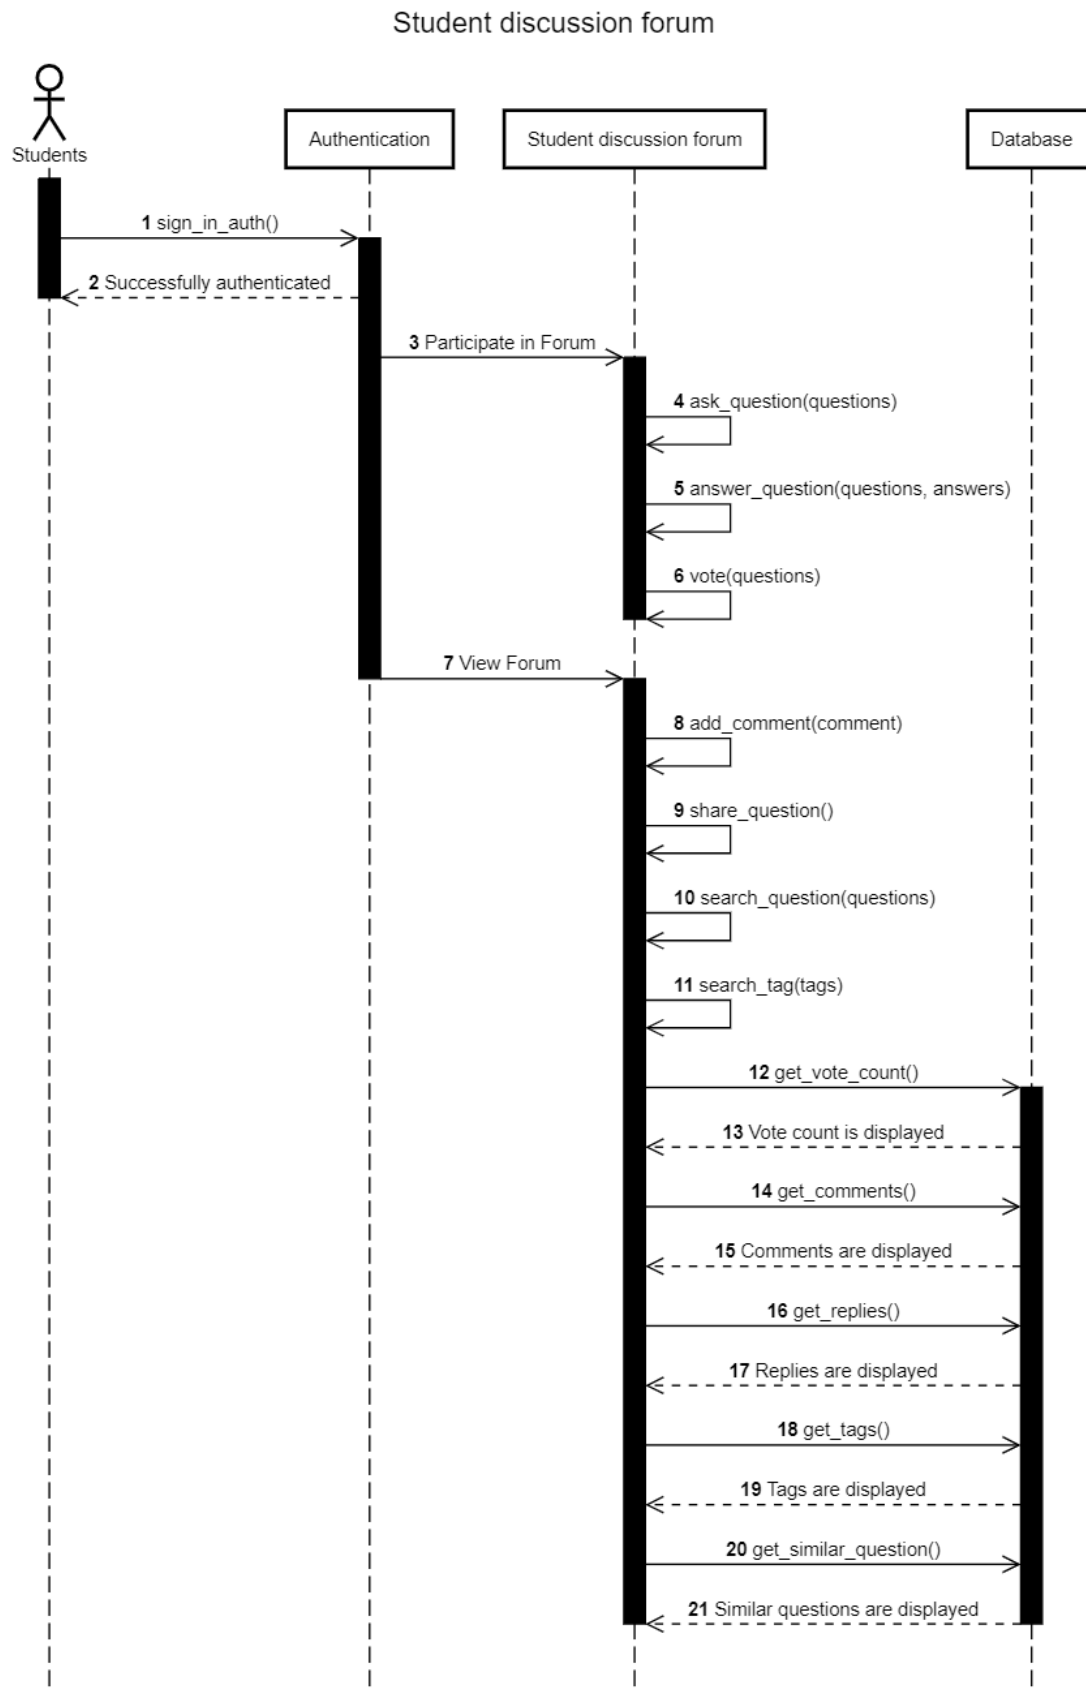 Student discussion forum
Students
Authentication
Student discussion forum
Database
1 sign_in_auth()
2 Successfully authenticated
3 Participate in Forum
4 ask_question(questions)
5 answer_question(questions, answers)
6 vote(questions)
7 View Forum
8 add_comment(comment)
9 share_question()
10 search_question(questions)
11 search_tag(tags)
12 get_vote_count()
13 Vote count is displayed
14 get_comments()
15 Comments are displayed
16 get_replies()
17 Replies are displayed
18 get_tags()
19 Tags are displayed
20 get_similar_question()
21 Similar questions are displayed